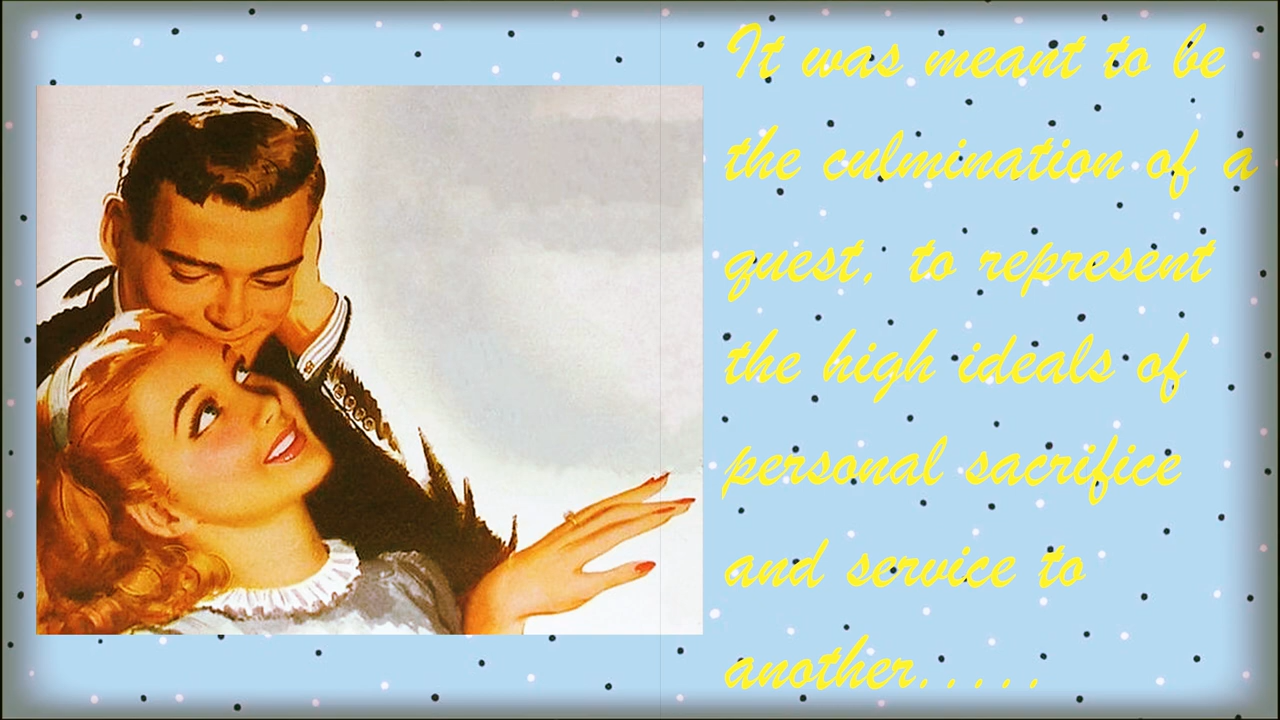 It was meant to be
the culmination of a
quest, to represent
the high ideals of
personal sacrifice
and service to
another.....